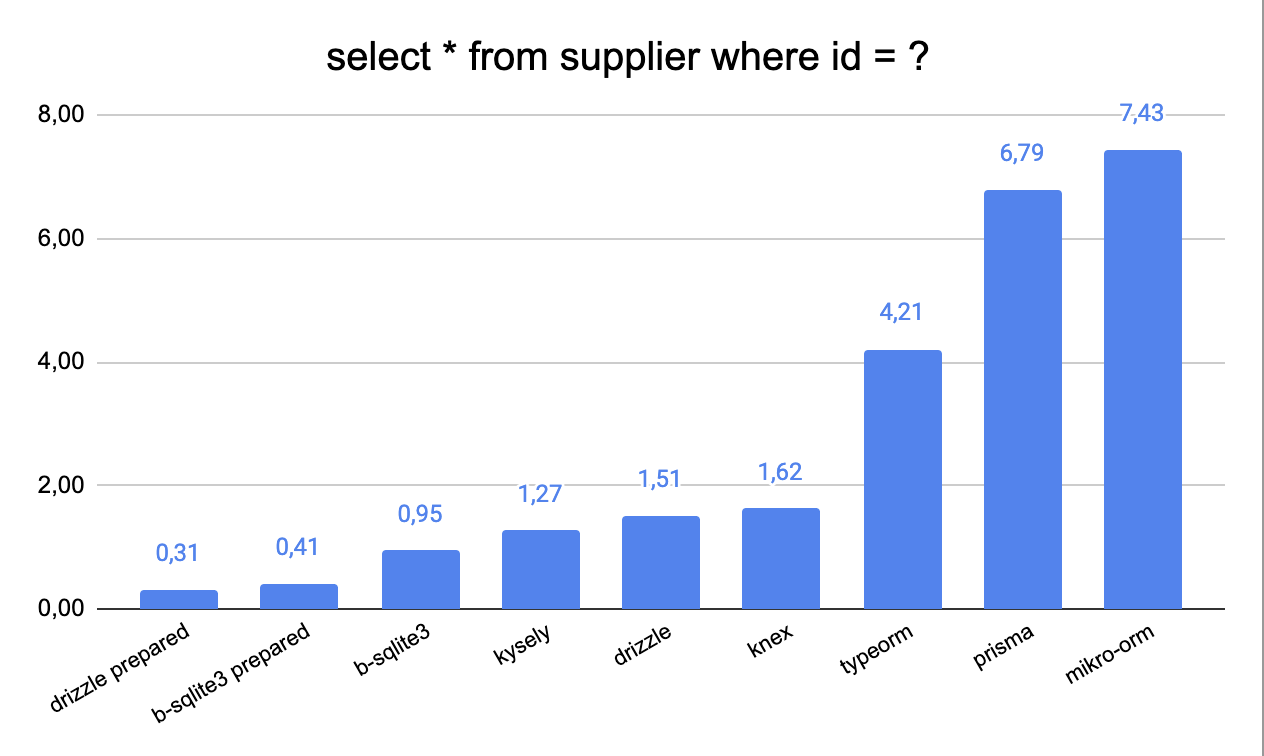 select * from supplier where id = ?
8,00
6,00
4,00
2,00
0,00
0,31
0,41
0,95
1,27
1,51
1,62
4,21
6,79
7,43
drizzle prepared
b-sqlite3 prepared
b-sqlite3
kysely
drizzle
knex
typeorm
prisma
mikro-orm